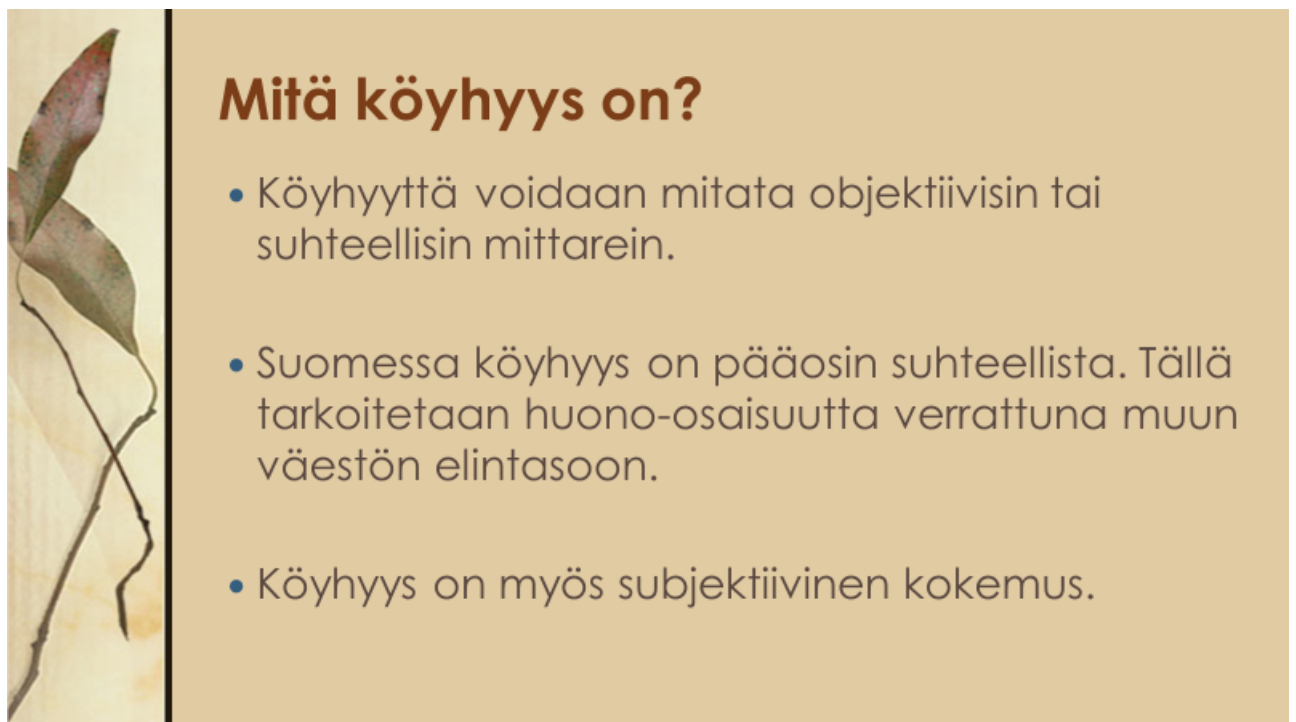 Mitä köyhyys on?
• Köyhyyttä voidaan mitata objektiivisin tai
suhteellisin mittarein.
• Suomessa köyhyys on pääosin suhteellista. Tällä
tarkoitetaan huono-osaisuutta verrattuna muun
väestön elintasoon.
• Köyhyys on myös subjektiivinen kokemus.